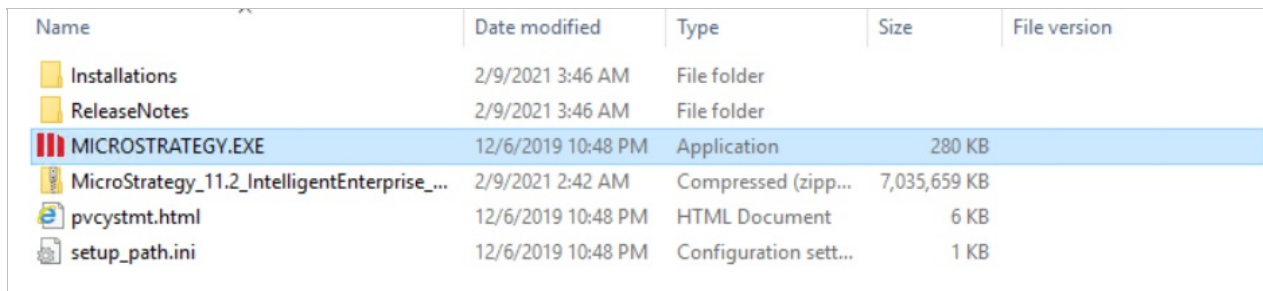 Name Date modified Type Size File version
Installations 2/9/2021 3:46 AM File folder
ReleaseNotes 2/9/2021 3:46 AM File folder
MICROSTRATEGY.EXE 12/6/2019 10:48 PM Application 280 KB
MicroStrategy_11.2_IntelligentEnterprise_... 2/9/2021 2:42 AM Compressed (zipp... 7,035,659 KB
pvcystmt.html 12/6/2019 10:48 PM HTML Document 6 KB
setup_path.ini 12/6/2019 10:48 PM Configuration sett... 1 KB